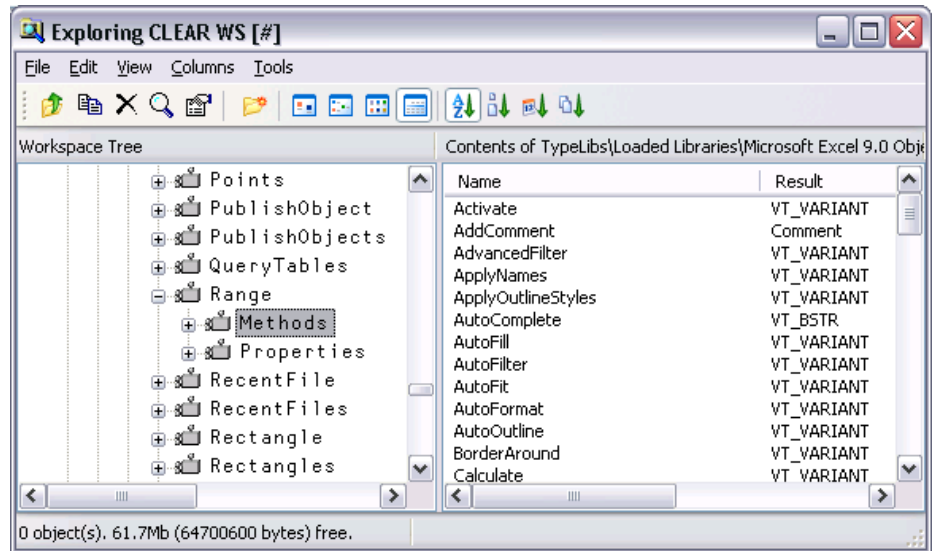 Exploring CLEAR WS [#]
File Edit View Columns Tools
Workspace Tree
Points
PublishObject
PublishObjects
QueryTables
Range
Methods
Properties
RecentFile
RecentFiles
Rectangle
Rectangles
Contents of TypeLibs\Loaded Libraries\Microsoft Excel 9.0 Obje
Name Result
Activate VT_VARIANT
AddComment Comment
AdvancedFilter VT_VARIANT
ApplyNames VT_VARIANT
ApplyOutlineStyles VT_VARIANT
AutoComplete VT_BSTR
AutoFill VT_VARIANT
AutoFilter VT_VARIANT
AutoFit VT_VARIANT
AutoFormat VT_VARIANT
AutoOutline VT_VARIANT
BorderAround VT_VARIANT
Calculate VT_VARIANT
0 object(s). 61.7Mb (64700600 bytes) free.